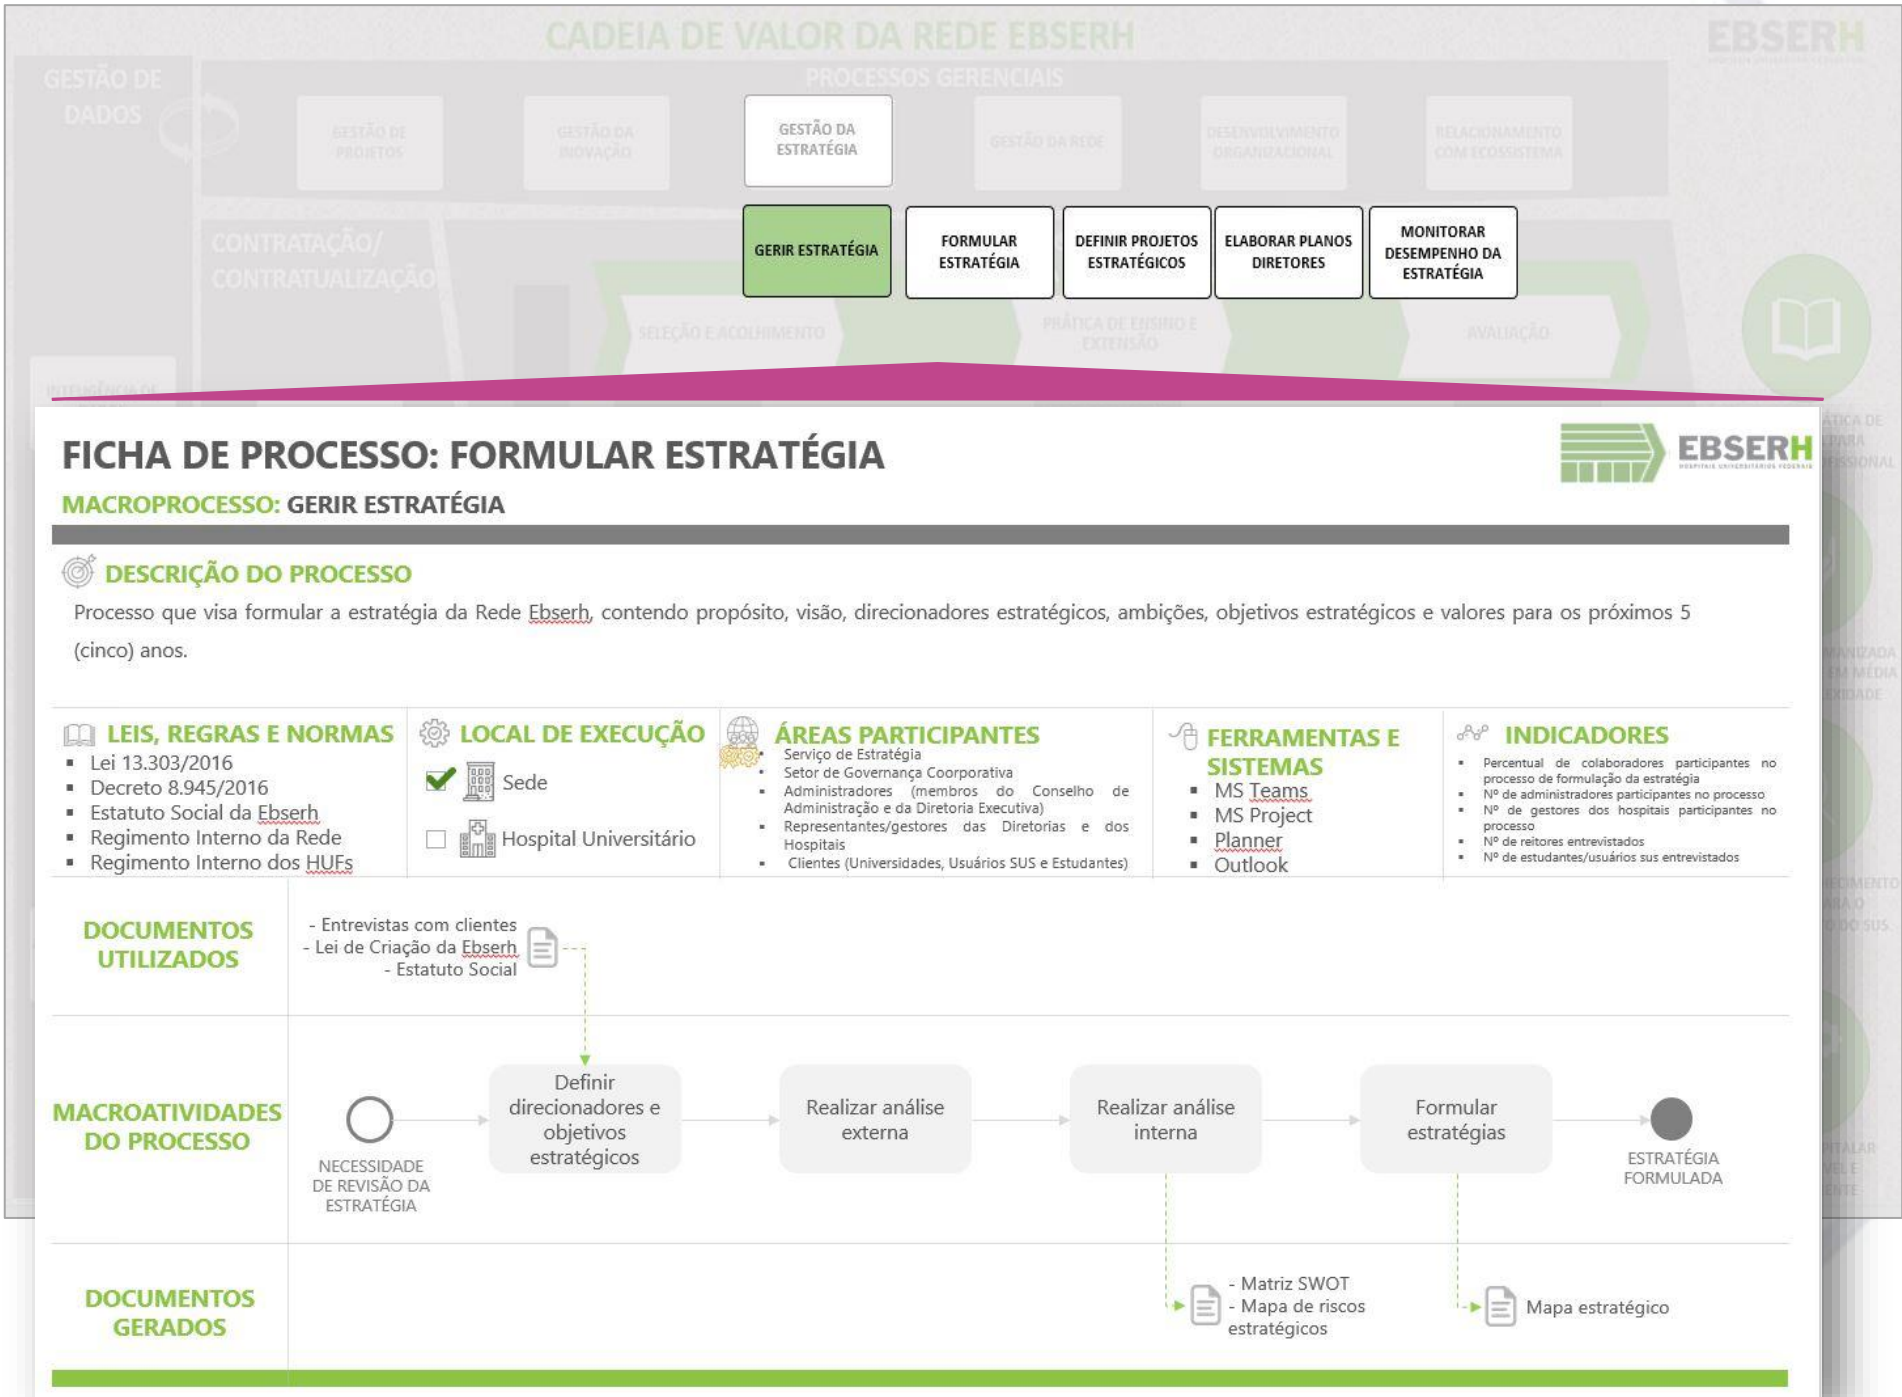 CADEIA DE VALOR DA REDE EBSERH
EBSERH
GESTÃO DE
DADOS
PROCESSOS GERENCIAIS
GESTÃO DE
PROJETOS
GESTÃO DA
INOVAÇÃO
GESTÃO DA
ESTRATÉGIA
GESTÃO DA REDE
DESENVOLVIMENTO
ORGANIZACIONAL
RELACIONAMENTO
COM ECOSSISTEMA
CONTRATAÇÃO/
CONTRATUALIZAÇÃO
GERIR ESTRATÉGIA
FORMULAR
ESTRATÉGIA
DEFINIR PROJETOS
ESTRATÉGICOS
ELABORAR PLANOS
DIRETORES
MONITORAR
DESEMPENHO DA
ESTRATÉGIA
SELEÇÃO E ACOLHIMENTO
PRÁTICA DE ENSINO E
EXTENSÃO
AVALIAÇÃO
FICHA DE PROCESSO: FORMULAR ESTRATÉGIA
EBSERH
HOSPITAIS UNIVERSITÁRIOS FEDERAIS
MACROPROCESSO: GERIR ESTRATÉGIA
DESCRIÇÃO DO PROCESSO
Processo que visa formular a estratégia da Rede Ebserh, contendo propósito, visão, direcionadores estratégicos, ambições, objetivos estratégicos e valores para os próximos 5
(cinco) anos.
LEIS, REGRAS E NORMAS
▪ Lei 13.303/2016
▪ Decreto 8.945/2016
▪ Estatuto Social da Ebserh
▪ Regimento Interno da Rede
▪ Regimento Interno dos HUFs
LOCAL DE EXECUÇÃO
Sede
Hospital Universitário
ÁREAS PARTICIPANTES
▪ Serviço de Estratégia
▪ Setor de Governança Coorporativa
▪ Administradores (membros do Conselho de
Administração e da Diretoria Executiva)
▪ Representantes/gestores das Diretorias e dos
Hospitais
▪ Clientes (Universidades, Usuários SUS e Estudantes)
FERRAMENTAS E
SISTEMAS
▪ MS Teams
▪ MS Project
▪ Planner
▪ Outlook
INDICADORES
▪ Percentual de colaboradores participantes no
processo de formulação da estratégia
▪ Nº de administradores participantes no processo
▪ Nº de gestores dos hospitais participantes no
processo
▪ Nº de reitores entrevistados
▪ Nº de estudantes/usuários sus entrevistados
DOCUMENTOS
UTILIZADOS
- Entrevistas com clientes
- Lei de Criação da Ebserh
- Estatuto Social
MACROATIVIDADES
DO PROCESSO
NECESSIDADE
DE REVISÃO DA
ESTRATÉGIA
Definir
direcionadores e
objetivos
estratégicos
Realizar análise
externa
Realizar análise
interna
Formular
estratégias
ESTRATÉGIA
FORMULADA
DOCUMENTOS
GERADOS
- Matriz SWOT
- Mapa de riscos
estratégicos
Mapa estratégico